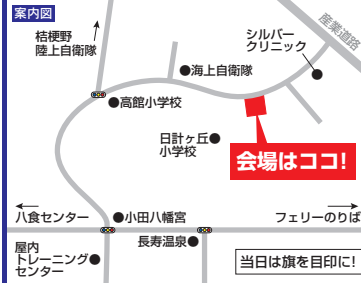 案内図
桔梗野
陸上自衛隊
シルバー
クリニック
産業道路
海上自衛隊
高館小学校
日計ヶ丘
小学校
会場はココ!
八食センター
小田八幡宮
フェリーのりば
長寿温泉
屋内
トレーニング
センター
当日は旗を目印に!